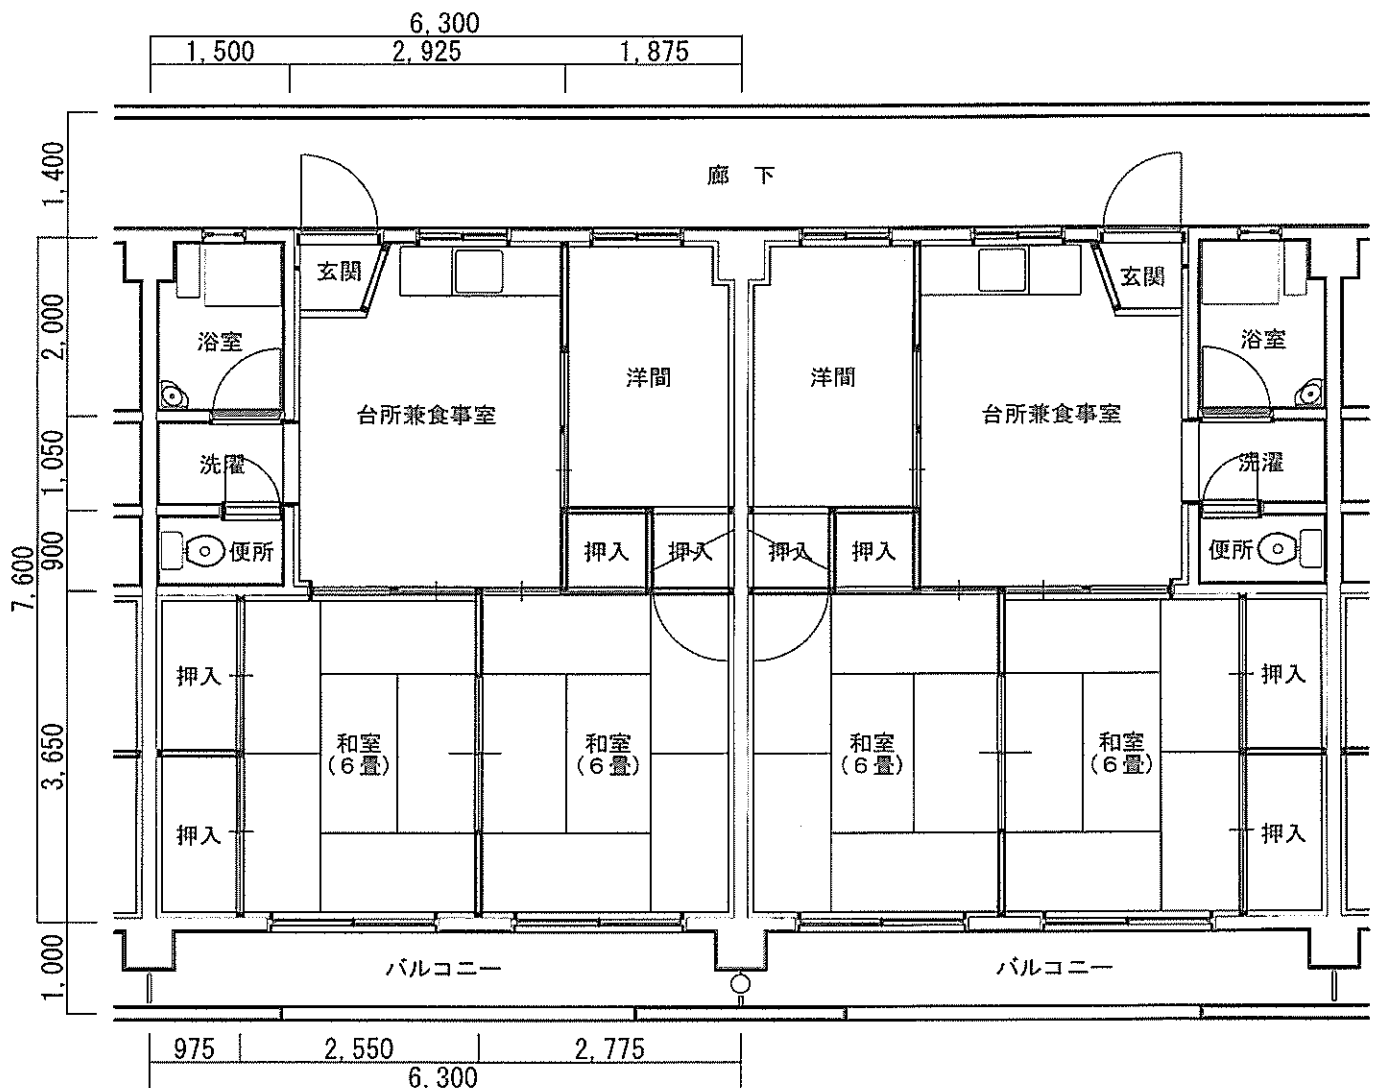 6,300
1,500
2,925
1,875
1,400
廊 下
玄関
玄関
2,000
浴室
浴室
洋間
洋間
台所兼食事室
台所兼食事室
1,050
洗濯
洗濯
7,600
900
便所
押入
押入
押入
押入
便所
押入
押入
3,650
和室
(6畳)
和室
(6畳)
和室
(6畳)
和室
(6畳)
押入
押入
1,000
バルコニー
バルコニー
975
2,550
2,775
6,300